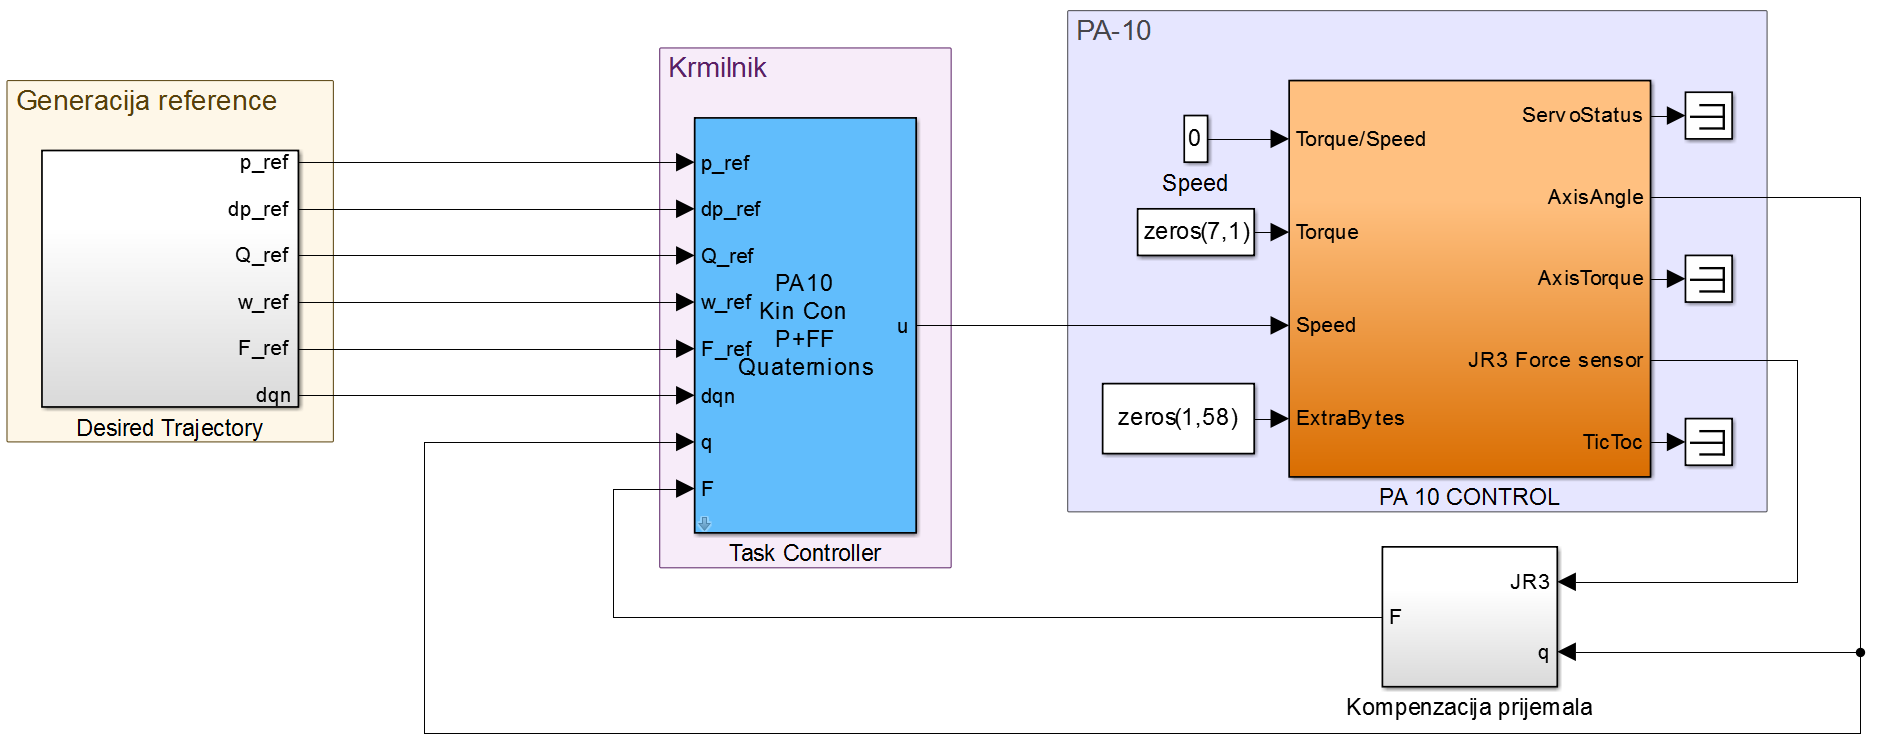 Generacija reference
p_ref
dp_ref
Q_ref
w_ref
F_ref
dqn
Desired Trajectory
Krmilnik
p_ref
dp_ref
Q_ref
w_ref
F_ref
dqn
q
F
PA10
Kin Con
P+FF
Quaternions
u
Task Controller
PA-10
0
Speed
zeros(7,1)
zeros(1,58)
Torque/Speed
Torque
Speed
ExtraBytes
ServoStatus
AxisAngle
AxisTorque
JR3 Force sensor
TicToc
PA 10 CONTROL
JR3
F
q
Kompenzacija prijemala